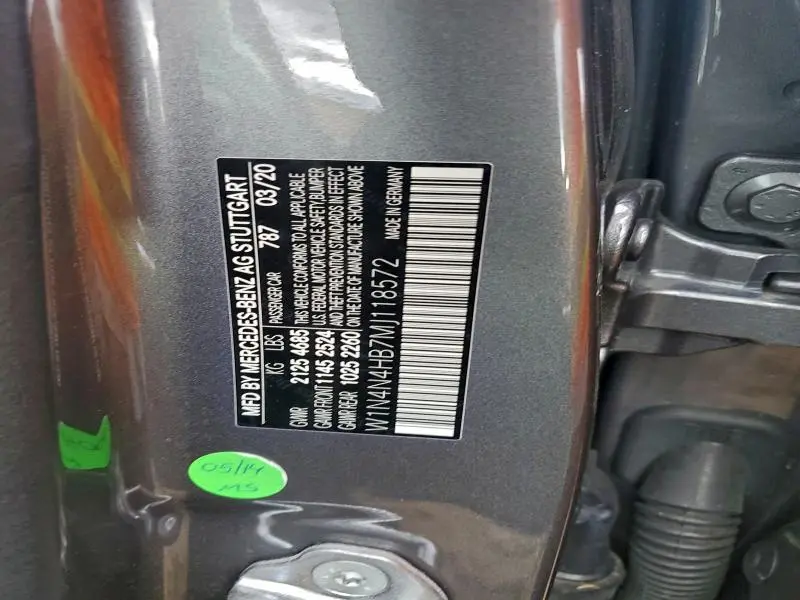 MFD BY MERCEDES-BENZ AG STUTTGART
KG LBS PASSENGER CAR 787 03/20
GVWR 2125 4685 THIS VEHICLE CONFORMS TO ALL APPLICABLE
GAWR FRONT 1145 2524 U.S. FEDERAL MOTOR VEHICLE SAFETY, BUMPER
GAWR REAR 1025 2260 AND THEFT PREVENTION STANDARDS IN EFFECT
ON THE DATE OF MANUFACTURE SHOWN ABOVE
W1N4N4HB7MJ118572 MADE IN GERMANY
05/14
MS